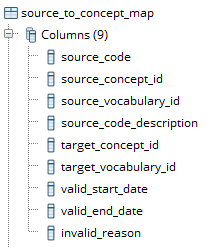 source_to_concept_map
Columns (9)
source_code
source_concept_id
source_vocabulary_id
source_code_description
target_concept_id
target_vocabulary_id
valid_start_date
valid_end_date
invalid_reason